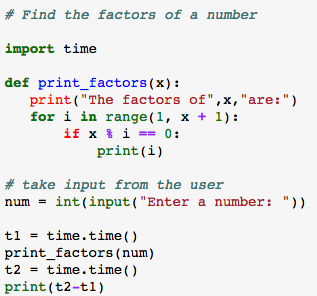 # Find the factors of a number
import time
def print_factors(x):
    print("The factors of",x,"are:")
    for i in range(1, x + 1):
        if x % i == 0:
            print(i)
# take input from the user
num = int(input("Enter a number: "))
t1 = time.time()
print_factors(num)
t2 = time.time()
print(t2-t1)